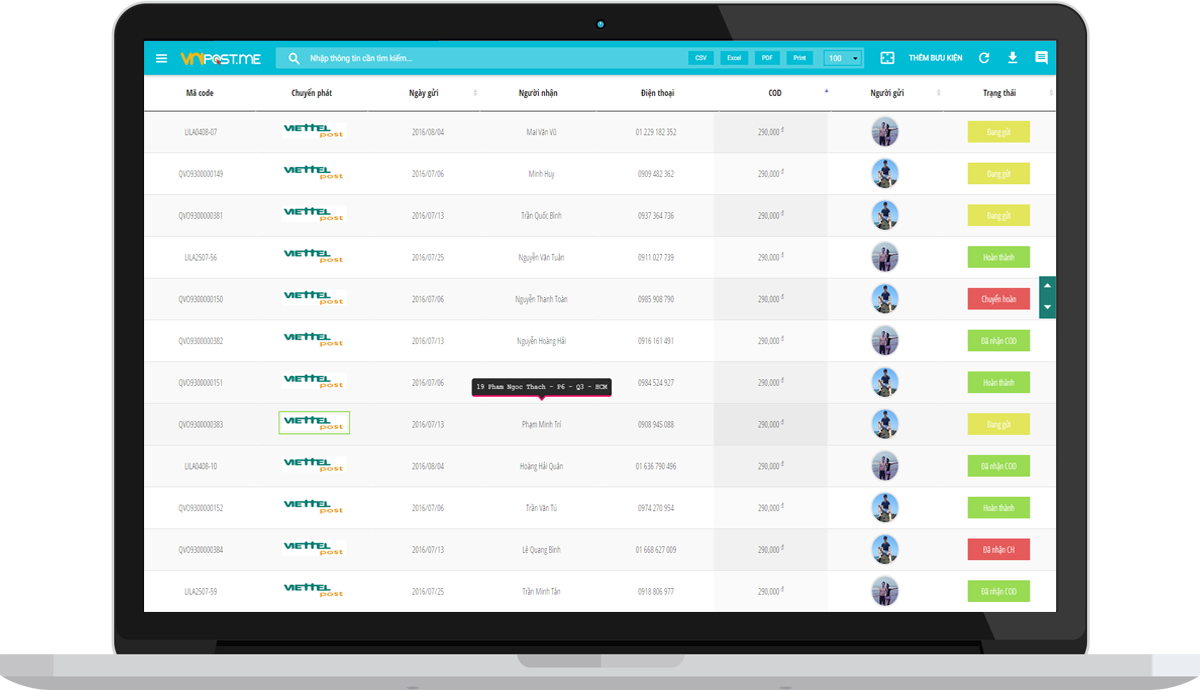 VNPOST.ME Nhập thông tin cần tìm kiếm... CSV Excel PDF Print 100 THÊM BƯU KIỆN
Mã code Chuyển phát Ngày gửi Người nhận Điện thoại COD Người gửi Trạng thái
LILA0408-07 VIETTEL post 2016/08/04 Mai Văn Vũ 01 229 182 352 290,000 ₫ Đang gửi
QVO9300000149 VIETTEL post 2016/07/06 Minh Huy 0909 482 362 290,000 ₫ Đang gửi
QVO9300000381 VIETTEL post 2016/07/13 Trần Quốc Bình 0937 364 736 290,000 ₫ Đang gửi
LILA2507-56 VIETTEL post 2016/07/25 Nguyễn Văn Tuân 0911 027 739 290,000 ₫ Hoàn thành
QVO9300000150 VIETTEL post 2016/07/06 Nguyễn Thanh Toàn 0985 908 790 290,000 ₫ Chuyển hoàn
QVO9300000382 VIETTEL post 2016/07/13 Nguyễn Hoàng Hải 0916 161 491 290,000 ₫ Đã nhận COD
QVO9300000151 VIETTEL post 2016/07/06 0984 524 927 290,000 ₫ Hoàn thành
19 Pham Ngoc Thach - P6 - Q3 - HCM
QVO9300000383 VIETTEL post 2016/07/13 Phạm Minh Trí 0908 945 088 290,000 ₫ Đang gửi
LILA0408-10 VIETTEL post 2016/08/04 Hoàng Hải Quân 01 636 790 496 290,000 ₫ Đã nhận COD
QVO9300000152 VIETTEL post 2016/07/06 Trần Văn Tú 0974 270 954 290,000 ₫ Hoàn thành
QVO9300000384 VIETTEL post 2016/07/13 Lê Quang Bình 01 668 627 009 290,000 ₫ Đã nhận CH
LILA2507-59 VIETTEL post 2016/07/25 Trần Minh Tân 0918 806 977 290,000 ₫ Đã nhận COD